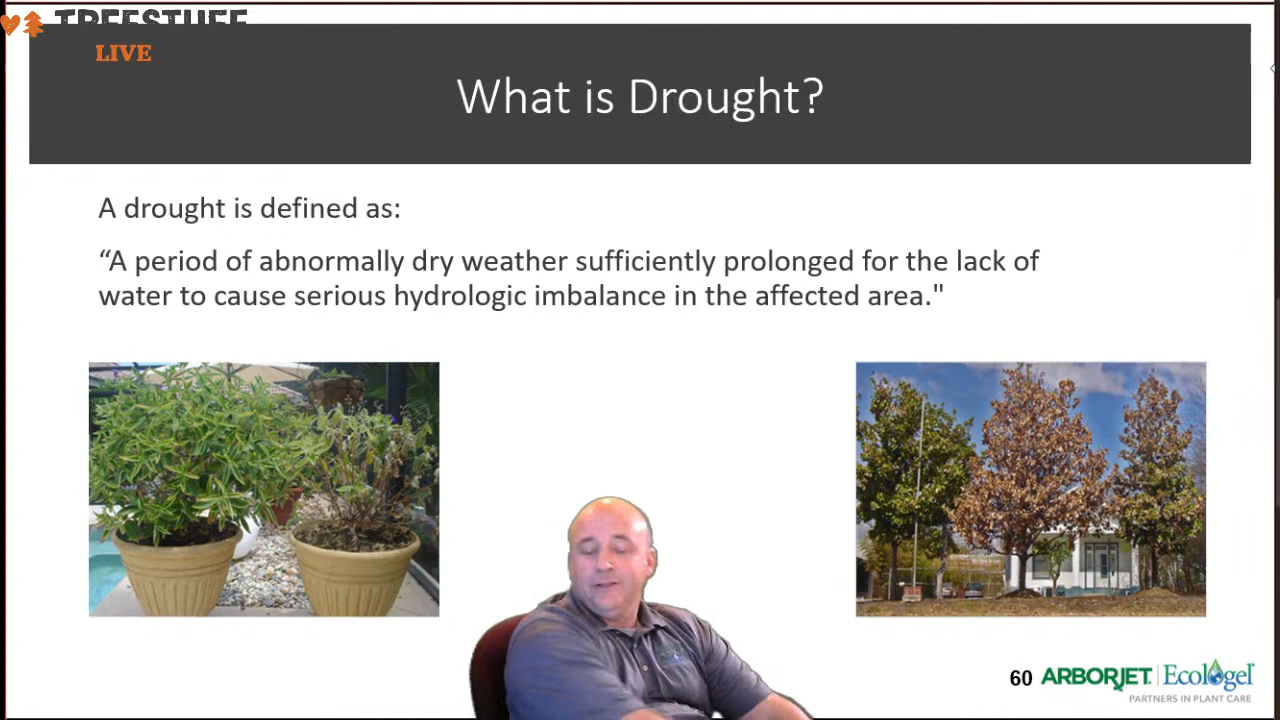 TREESTUFF
LIVE
What is Drought?
A drought is defined as:
“A period of abnormally dry weather sufficiently prolonged for the lack of
water to cause serious hydrologic imbalance in the affected area."
60 ARBORJET Ecologel
PARTNERS IN PLANT CARE